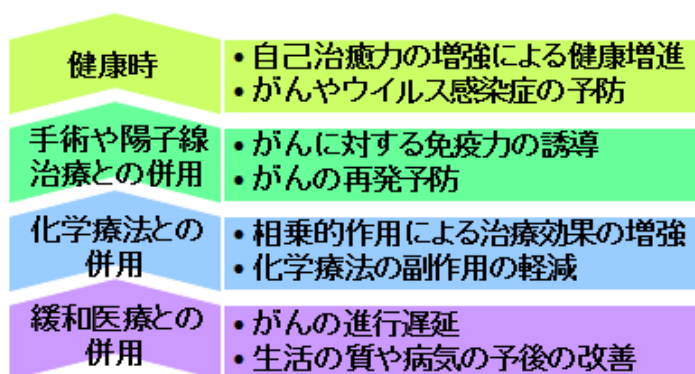 健康時
• 自己治癒力の増強による健康増進
• がんやウイルス感染症の予防
手術や陽子線
治療との併用
• がんに対する免疫力の誘導
• がんの再発予防
化学療法との
併用
• 相乗的作用による治療効果の増強
• 化学療法の副作用の軽減
緩和医療との
併用
• がんの進行遅延
• 生活の質や病気の予後の改善